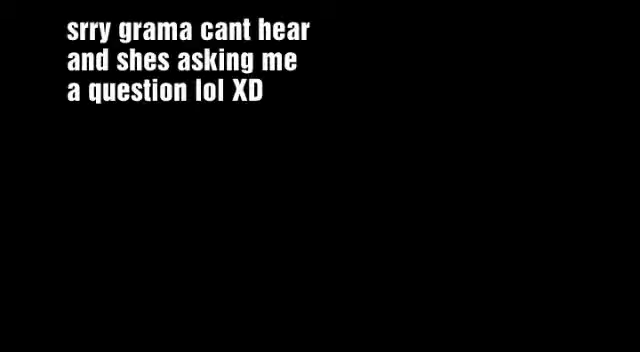 srry grama cant hear
and shes asking me
a question lol XD